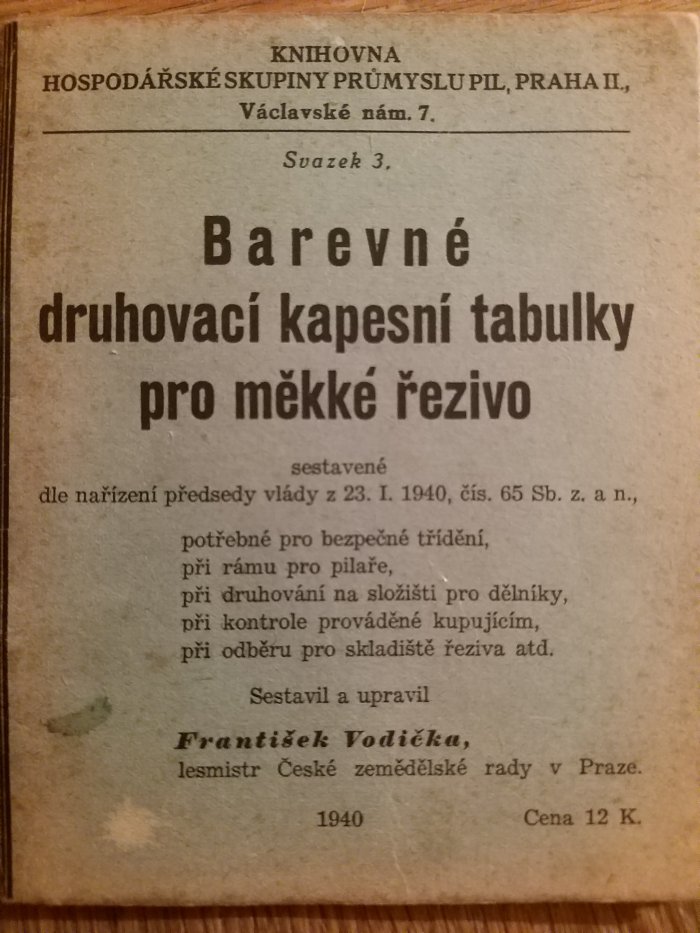 KNIHOVNA
HOSPODÁŘSKÉ SKUPINY PRŮMYSLU PIL, PRAHA II.,
Václavské nám. 7.
Svazek 3.
Barevné
druhovací kapesní tabulky
pro měkké řezivo
sestavené
dle nařízení předsedy vlády z 23. I. 1940, čís. 65 Sb. z. a n.,
potřebné pro bezpečné třídění,
při rámu pro pilaře,
při druhování na složišti pro dělníky,
při kontrole prováděné kupujícím,
při odběru pro skladiště řeziva atd.
Sestavil a upravil
František Vodička,
lesmistr České zemědělské rady v Praze.
1940 Cena 12 K.